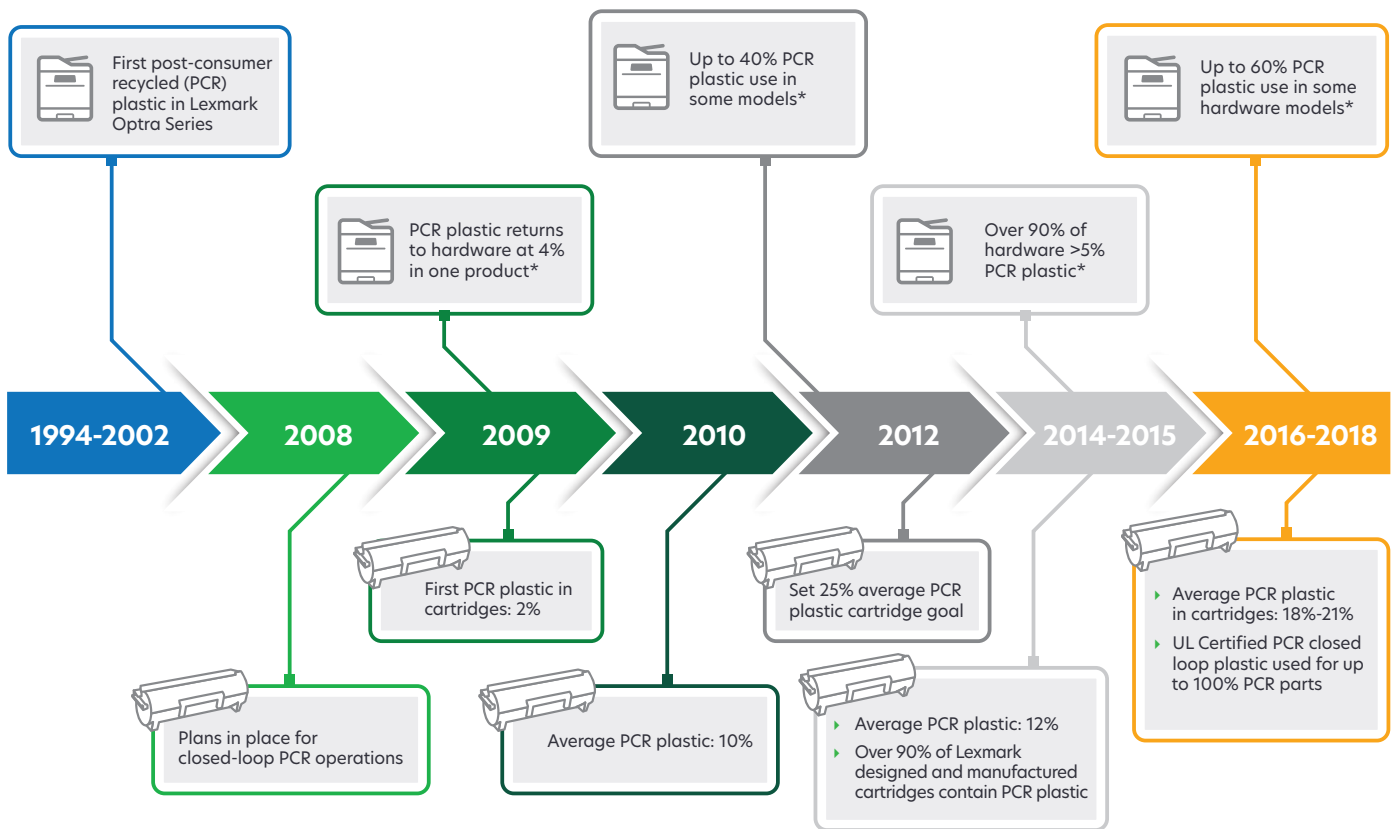 First post-consumer
recycled (PCR)
plastic in Lexmark
Optra Series
Up to 40% PCR
plastic use in
some models*
Up to 60% PCR
plastic use in some
hardware models*
PCR plastic returns
to hardware at 4%
in one product*
Over 90% of
hardware >5%
PCR plastic*
1994-2002
2008
2009
2010
2012
2014-2015
2016-2018
First PCR plastic in
cartridges: 2%
Set 25% average PCR
plastic cartridge goal
Average PCR plastic
in cartridges: 18%-21%
UL Certified PCR closed
loop plastic used for up
to 100% PCR parts
Plans in place for
closed-loop PCR operations
Average PCR plastic: 10%
Average PCR plastic: 12%
Over 90% of Lexmark
designed and manufactured
cartridges contain PCR plastic